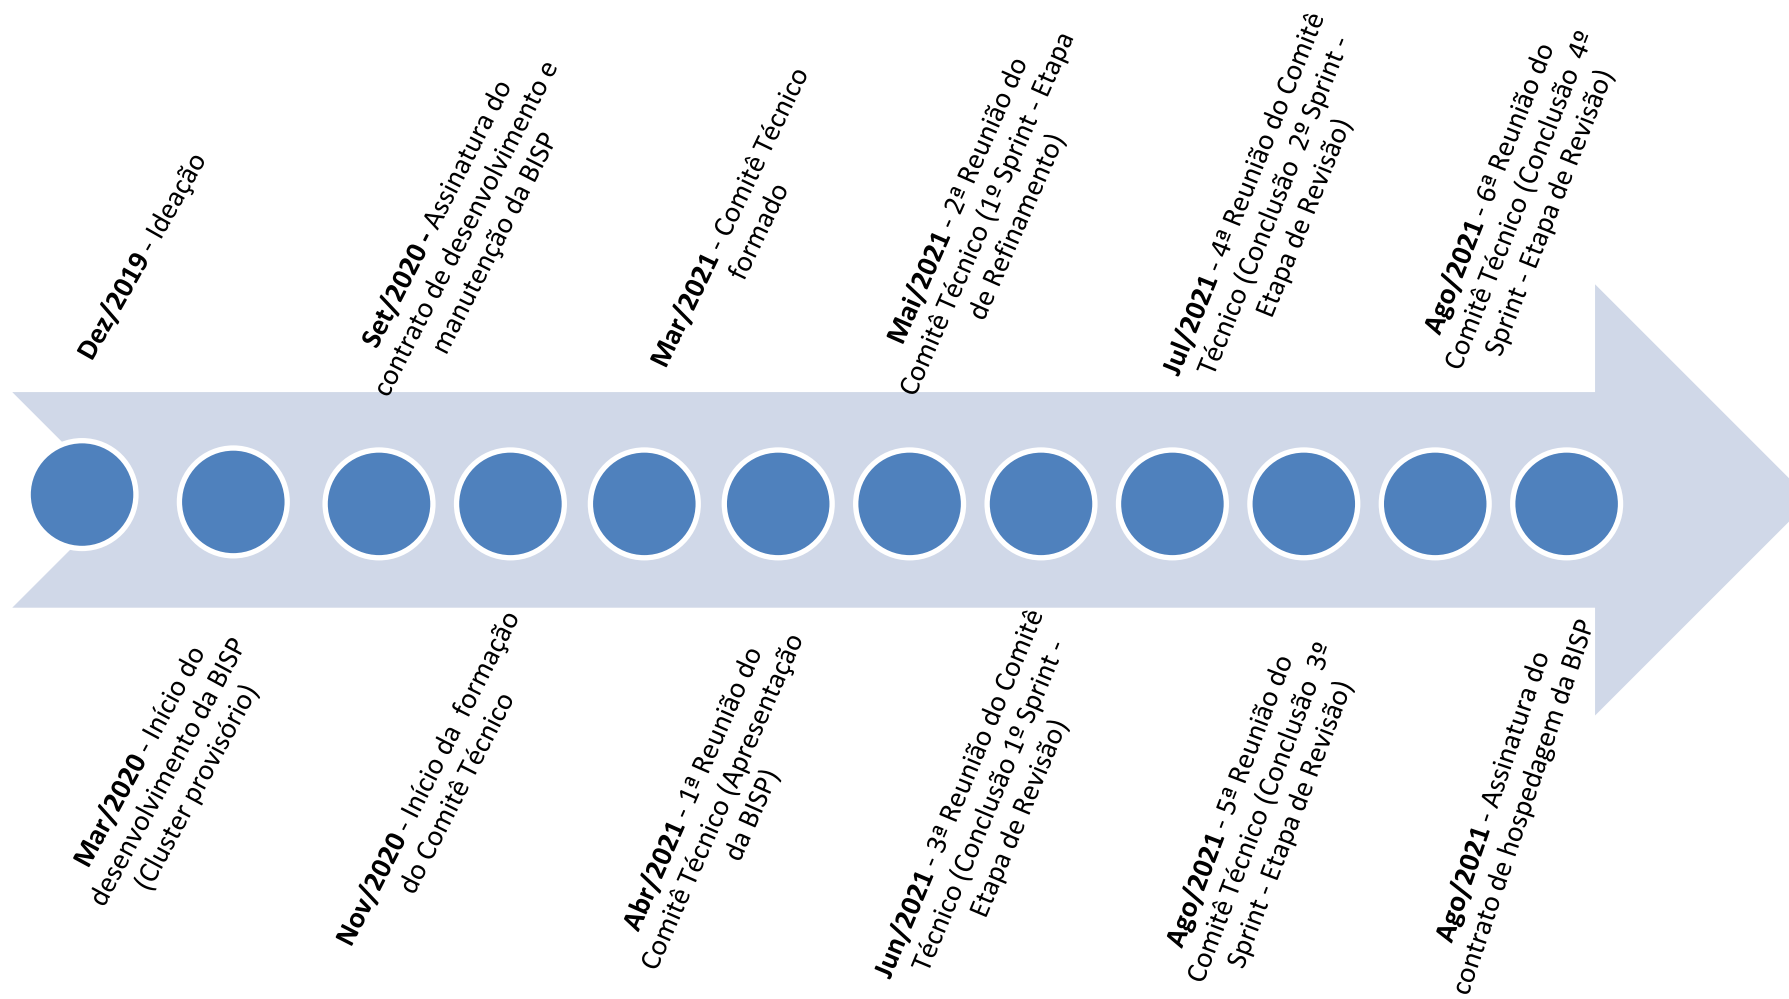 Dez/2019 - Ideação
Mar/2020 - Início do
desenvolvimento da BISP
(Cluster provisório)
Set/2020 - Assinatura do
contrato de desenvolvimento e
manutenção da BISP
Nov/2020 - Início da formação
do Comitê Técnico
Mar/2021 - Comitê Técnico
formado
Abr/2021 - 1ª Reunião do
Comitê Técnico (Apresentação
da BISP)
Mai/2021 - 2ª Reunião do
Comitê Técnico (1º Sprint - Etapa
de Refinamento)
Jun/2021 - 3ª Reunião do Comitê
Técnico (Conclusão 1º Sprint -
Etapa de Revisão)
Jul/2021 - 4ª Reunião do Comitê
Técnico (Conclusão 2º Sprint -
Etapa de Revisão)
Ago/2021 - 5ª Reunião do
Comitê Técnico (Conclusão 3º
Sprint - Etapa de Revisão)
Ago/2021 - 6ª Reunião do
Comitê Técnico (Conclusão 4º
Sprint - Etapa de Revisão)
Ago/2021 - Assinatura do
contrato de hospedagem da BISP